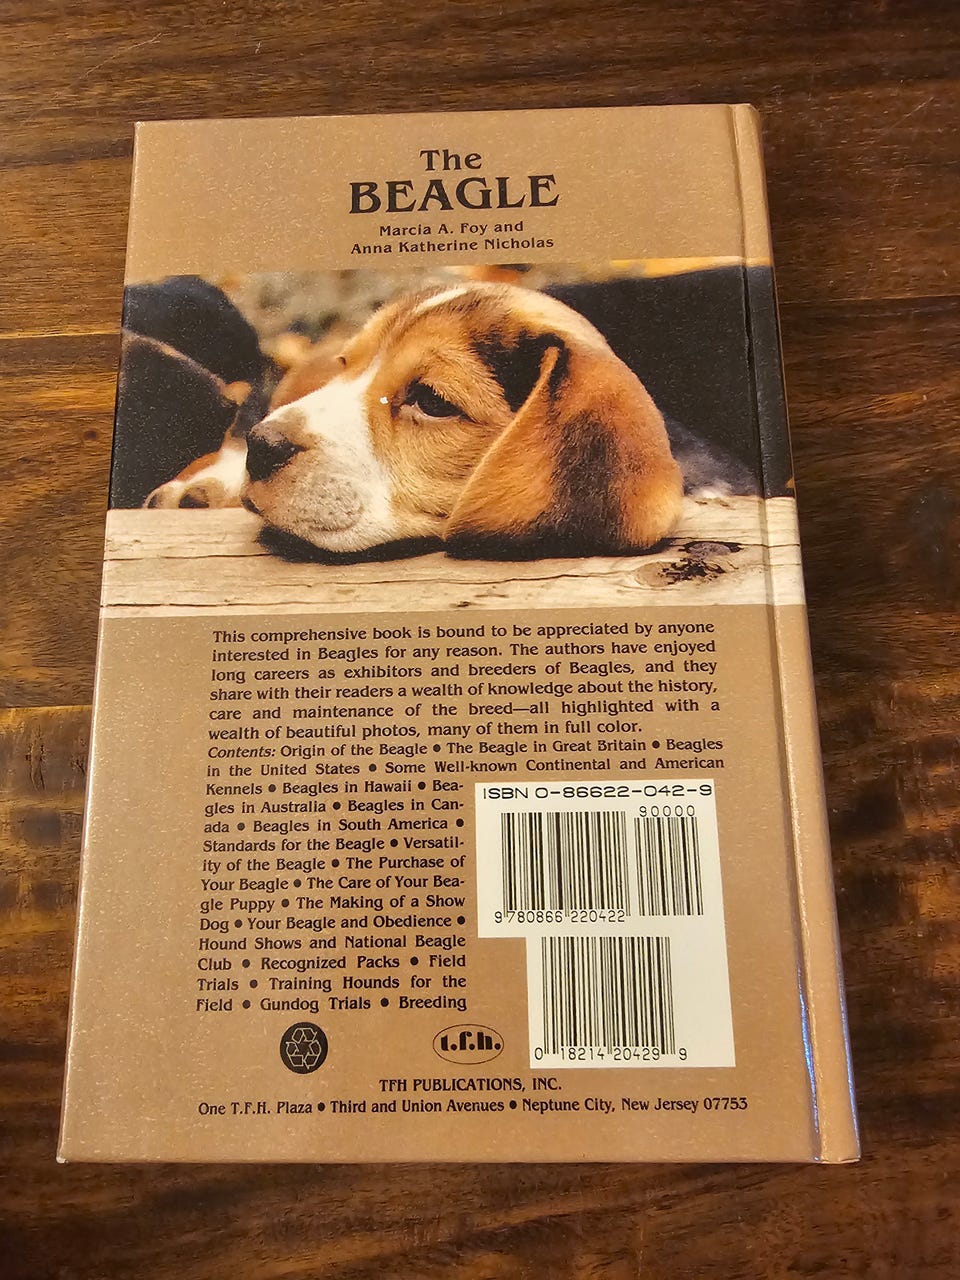 The
BEAGLE
Marcia A. Foy and
Anna Katherine Nicholas
This comprehensive book is bound to be appreciated by anyone
interested in Beagles for any reason. The authors have enjoyed
long careers as exhibitors and breeders of Beagles, and they
share with their readers a wealth of knowledge about the history,
care and maintenance of the breed—all highlighted with a
wealth of beautiful photos, many of them in full color.
Contents: Origin of the Beagle • The Beagle in Great Britain • Beagles
in the United States • Some Well-known Continental and American
Kennels • Beagles in Hawaii • Bea-
gles in Australia • Beagles in Can-
ada • Beagles in South America •
Standards for the Beagle • Versatil-
ity of the Beagle • The Purchase of
Your Beagle • The Care of Your Bea-
gle Puppy • The Making of a Show
Dog • Your Beagle and Obedience •
Hound Shows and National Beagle
Club • Recognized Packs • Field
Trials • Training Hounds for the
Field • Gundog Trials • Breeding
ISBN 0-86622-042-9
90000
9 780866 220422
0 18214 20429 9
t.f.h.
TFH PUBLICATIONS, INC.
One T.F.H. Plaza • Third and Union Avenues • Neptune City, New Jersey 07753